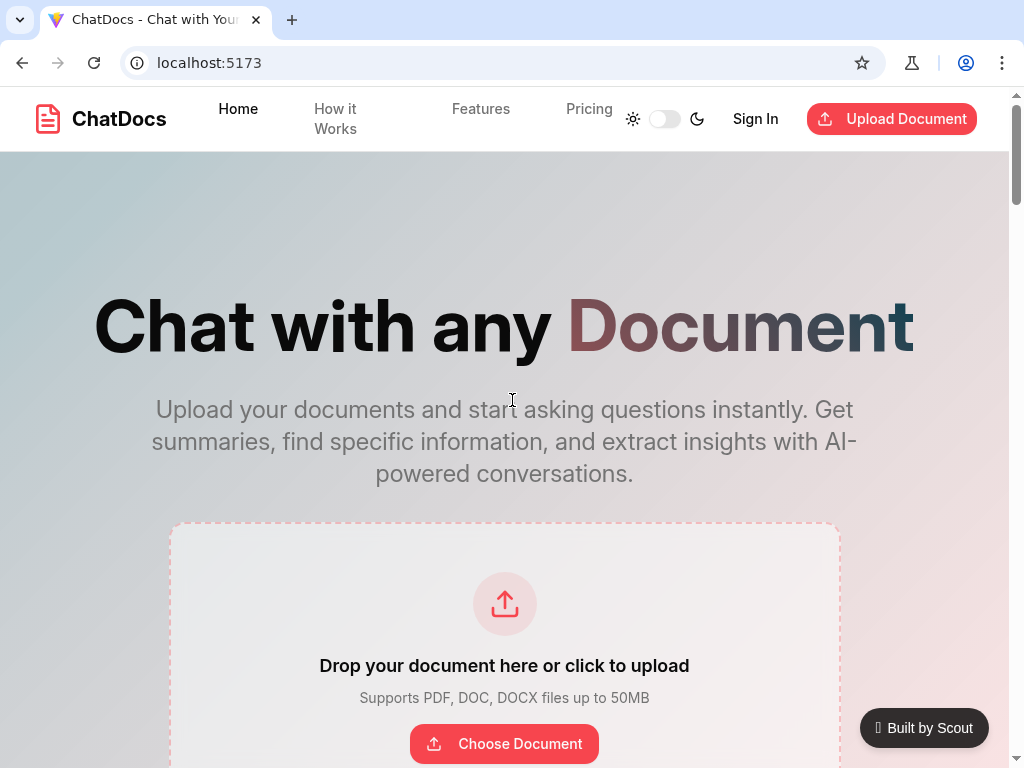 ChatDocs - Chat with Your
localhost:5173
ChatDocs
Home
How it
Works
Features
Pricing
Sign In
Upload Document
Chat with any Document
Upload your documents and start asking questions instantly. Get
summaries, find specific information, and extract insights with AI-
powered conversations.
Drop your document here or click to upload
Supports PDF, DOC, DOCX files up to 50MB
Choose Document
Built by Scout